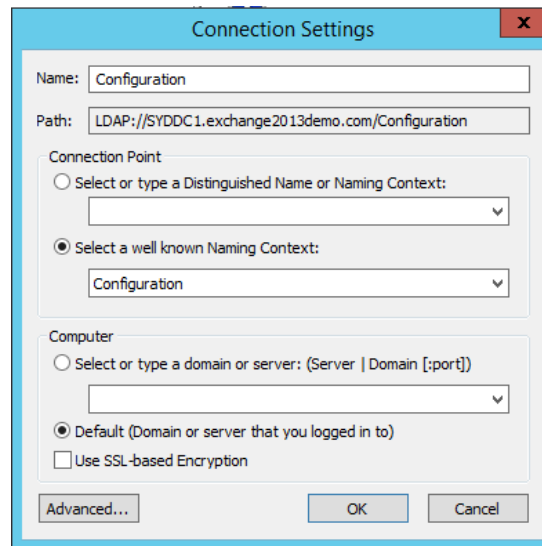 Connection Settings
x
Name: Configuration
Path: LDAP://SYDDC1.exchange2013demo.com/Configuration
Connection Point
Select or type a Distinguished Name or Naming Context:
Select a well known Naming Context:
Configuration
Computer
Select or type a domain or server: (Server | Domain [:port])
Default (Domain or server that you logged in to)
Use SSL-based Encryption
Advanced... OK Cancel